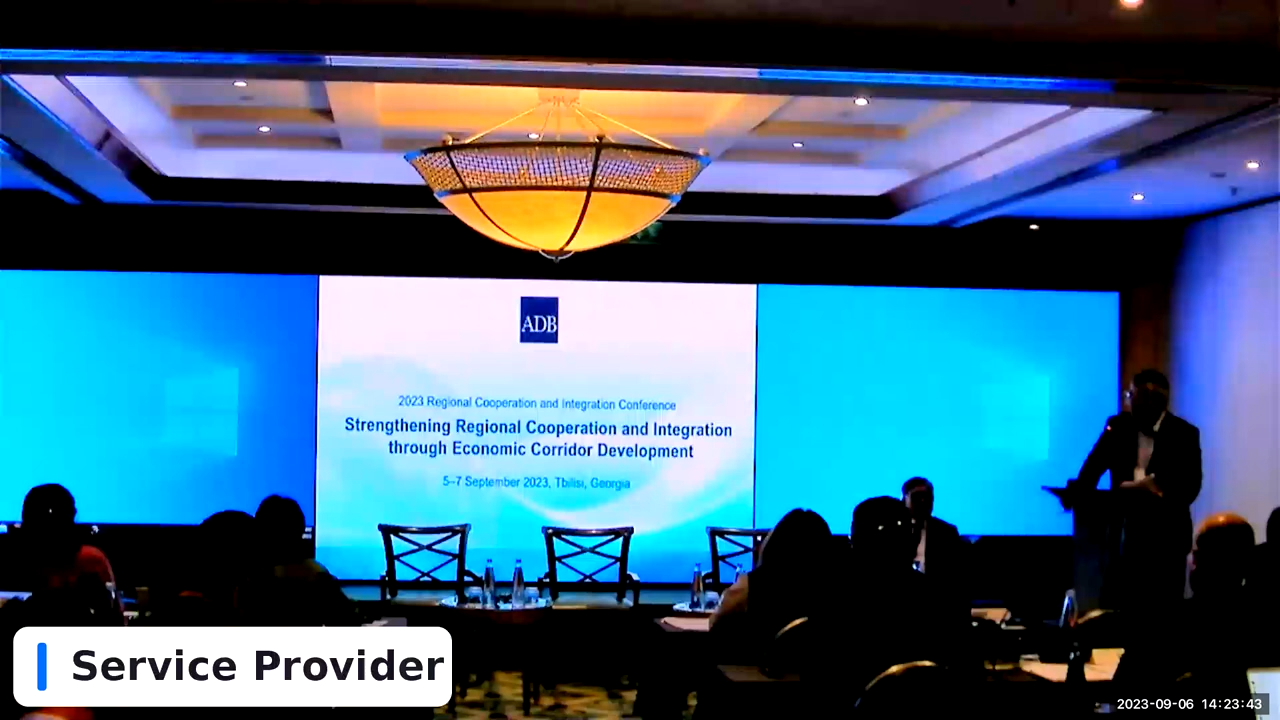 ADB
2023 Regional Cooperation and Integration Conference
Strengthening Regional Cooperation and Integration
through Economic Corridor Development
5–7 September 2023, Tbilisi, Georgia
Service Provider
2023-09-06 14:23:43